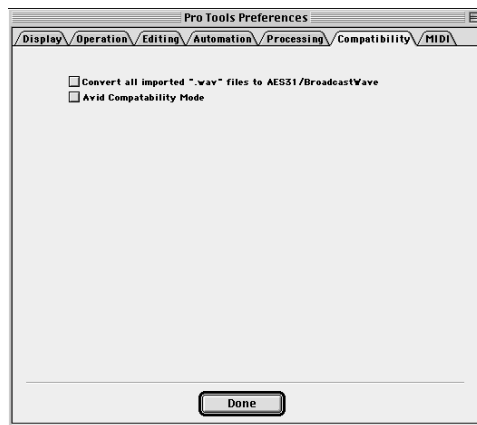 Pro Tools Preferences
Display Operation Editing Automation Processing Compatibility MIDI
Convert all imported ".wav" files to AES31/BroadcastWave
Avid Compatability Mode
Done